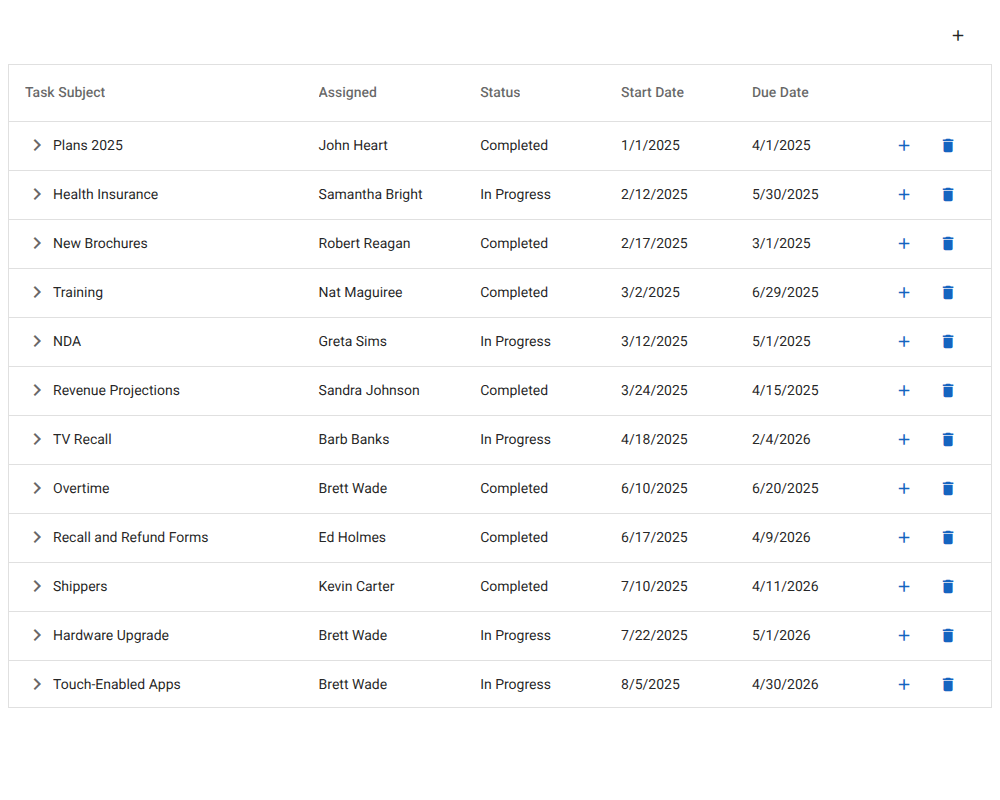 Task Subject Assigned Status Start Date Due Date
Plans 2025 John Heart Completed 1/1/2025 4/1/2025
Health Insurance Samantha Bright In Progress 2/12/2025 5/30/2025
New Brochures Robert Reagan Completed 2/17/2025 3/1/2025
Training Nat Maguiree Completed 3/2/2025 6/29/2025
NDA Greta Sims In Progress 3/12/2025 5/1/2025
Revenue Projections Sandra Johnson Completed 3/24/2025 4/15/2025
TV Recall Barb Banks In Progress 4/18/2025 2/4/2026
Overtime Brett Wade Completed 6/10/2025 6/20/2025
Recall and Refund Forms Ed Holmes Completed 6/17/2025 4/9/2026
Shippers Kevin Carter Completed 7/10/2025 4/11/2026
Hardware Upgrade Brett Wade In Progress 7/22/2025 5/1/2026
Touch-Enabled Apps Brett Wade In Progress 8/5/2025 4/30/2026